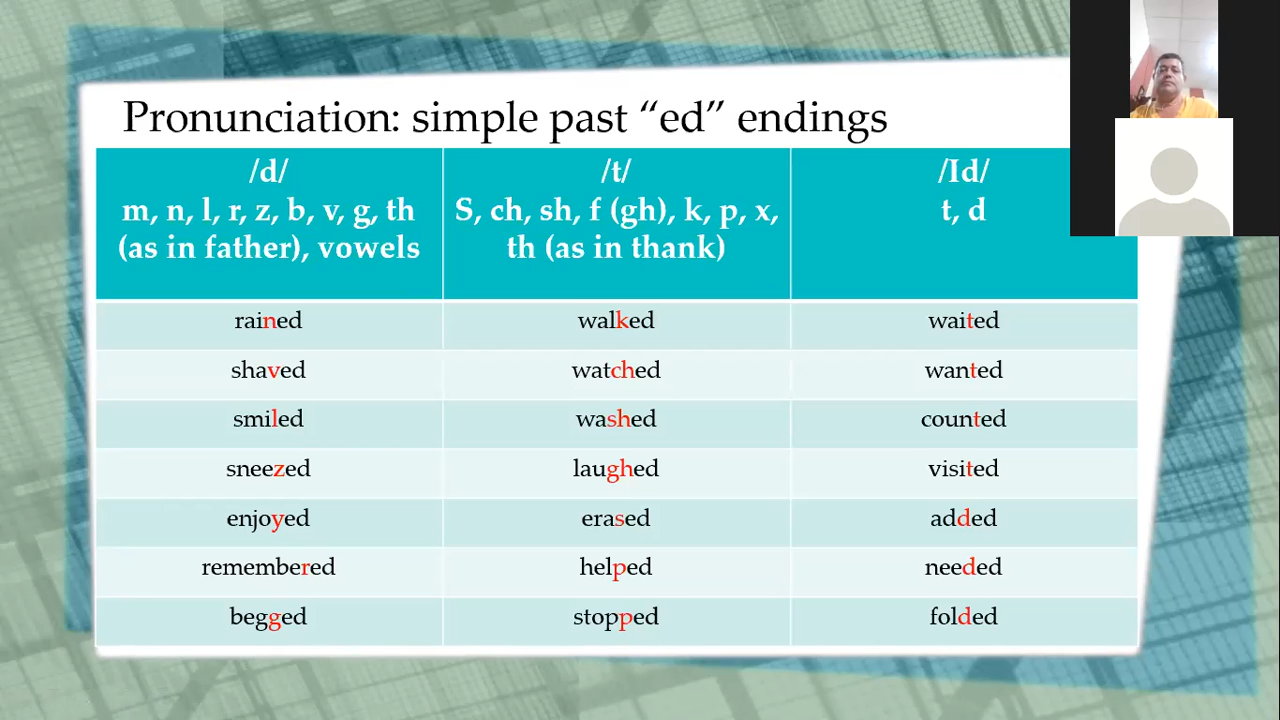 Pronunciation: simple past “ed” endings
/d/
m, n, l, r, z, b, v, g, th
(as in father), vowels
/t/
S, ch, sh, f (gh), k, p, x,
th (as in thank)
/Id/
t, d
rained walked waited
shaved watched wanted
smiled washed counted
sneezed laughed visited
enjoyed erased added
remembered helped needed
begged stopped folded